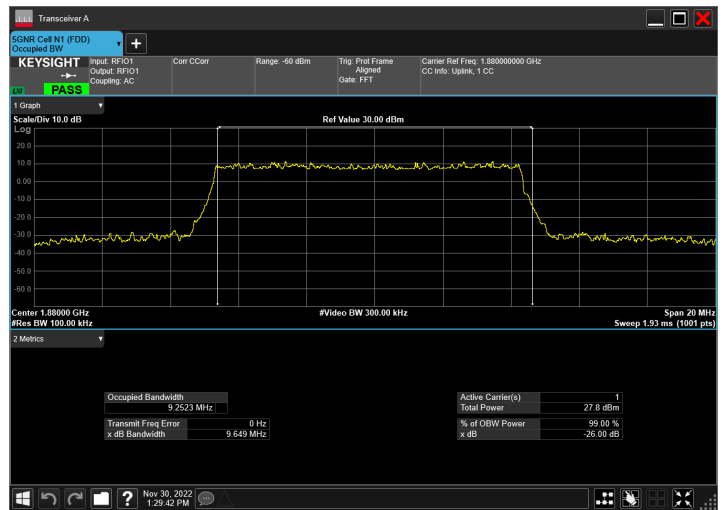 Transceiver A
5GNR Cell N1 (FDD)
Occupied BW
KEYSIGHT
LXI
PASS
Input: RFIO1
Output: RFIO1
Coupling: AC
Corr CCorr
Range: -60 dBm
Trig: Prot Frame
Aligned
Gate: FFT
Carrier Ref Freq: 1.880000000 GHz
CC Info: Uplink, 1 CC
1 Graph
Scale/Div 10.0 dB
Ref Value 30.00 dBm
Log
20.0
10.0
0.00
-10.0
-20.0
-30.0
-40.0
-50.0
-60.0
Center 1.88000 GHz
#Video BW 300.00 kHz
Span 20 MHz
#Res BW 100.00 kHz
Sweep 1.93 ms (1001 pts)
2 Metrics
Occupied Bandwidth
9.2523 MHz
Transmit Freq Error 0 Hz
x dB Bandwidth 9.649 MHz
Active Carrier(s) 1
Total Power 27.8 dBm
% of OBW Power 99.00 %
x dB -26.00 dB
Nov 30, 2022
1:29:42 PM